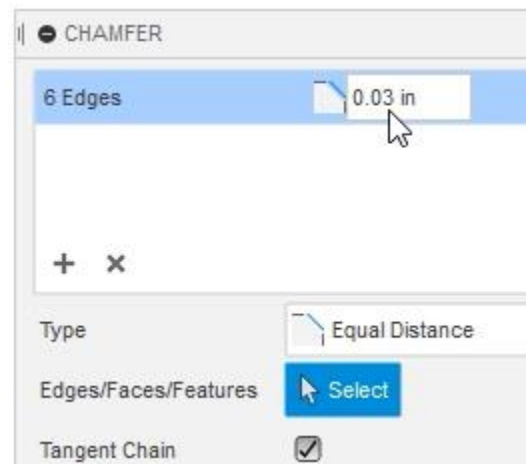 CHAMFER
6 Edges 0.03 in
Type Equal Distance
Edges/Faces/Features Select
Tangent Chain